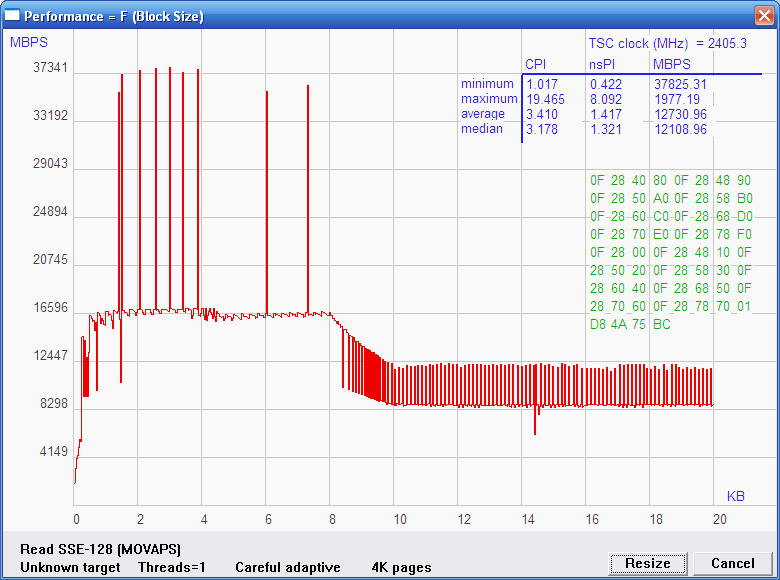 Performance = F (Block Size)
MBPS
TSC clock (MHz) = 2405.3
CPI nsPI MBPS
minimum 1.017 0.422 37825.31
maximum 19.465 8.092 1977.19
average 3.410 1.417 12730.96
median 3.178 1.321 12108.96
37341
33192
29043
24894
20745
16596
12447
8298
4149
0F 28 40 80 0F 28 48 90
0F 28 50 A0 0F 28 58 B0
0F 28 60 C0 0F 28 68 D0
0F 28 70 E0 0F 28 78 F0
0F 28 00 0F 28 48 10 0F
28 50 20 0F 28 58 30 0F
28 60 40 0F 28 68 50 0F
28 70 60 0F 28 78 70 01
D8 4A 75 BC
KB
0 2 4 6 8 10 12 14 16 18 20
Read SSE-128 (MOVAPS)
Unknown target Threads=1 Careful adaptive 4K pages
Resize Cancel